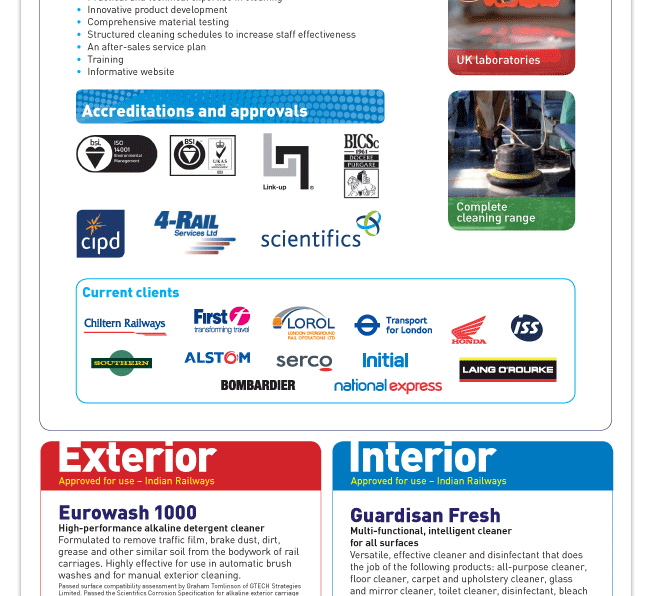 Innovative product development
Comprehensive material testing
Structured cleaning schedules to increase staff effectiveness
An after-sales service plan
Training
Informative website
UK laboratories
Accreditations and approvals
bsi.
ISO
14001
Environmental
Management
BSI
UKAS
Link-up
BICSc
1961
DOCERE
PURGARE
Complete
cleaning range
cipd
4-RAIL
Services Ltd
scientifics
Current clients
Chiltern Railways
First
transforming travel
LOROL
LONDON OVERGROUND
RAIL OPERATIONS LTD
Transport
for London
HONDA
ISS
SOUTHERN
ALSTOM
serco
Initial
LAING O'ROURKE
BOMBARDIER
national express
Exterior
Approved for use – Indian Railways
Eurowash 1000
High-performance alkaline detergent cleaner
Formulated to remove traffic film, brake dust, dirt,
grease and other similar soil from the bodywork of rail
carriages. Highly effective for use in automatic brush
washes and for manual exterior cleaning.
Passed surface compatibility assessment by Graham Tomlinson of GTECH Strategies
Limited. Passed the Scientifics Corrosion Specification for alkaline exterior carriage
Interior
Approved for use – Indian Railways
Guardisan Fresh
Multi-functional, intelligent cleaner
for all surfaces
Versatile, effective cleaner and disinfectant that does
the job of the following products: all-purpose cleaner,
floor cleaner, carpet and upholstery cleaner, glass
and mirror cleaner, toilet cleaner, disinfectant, bleach